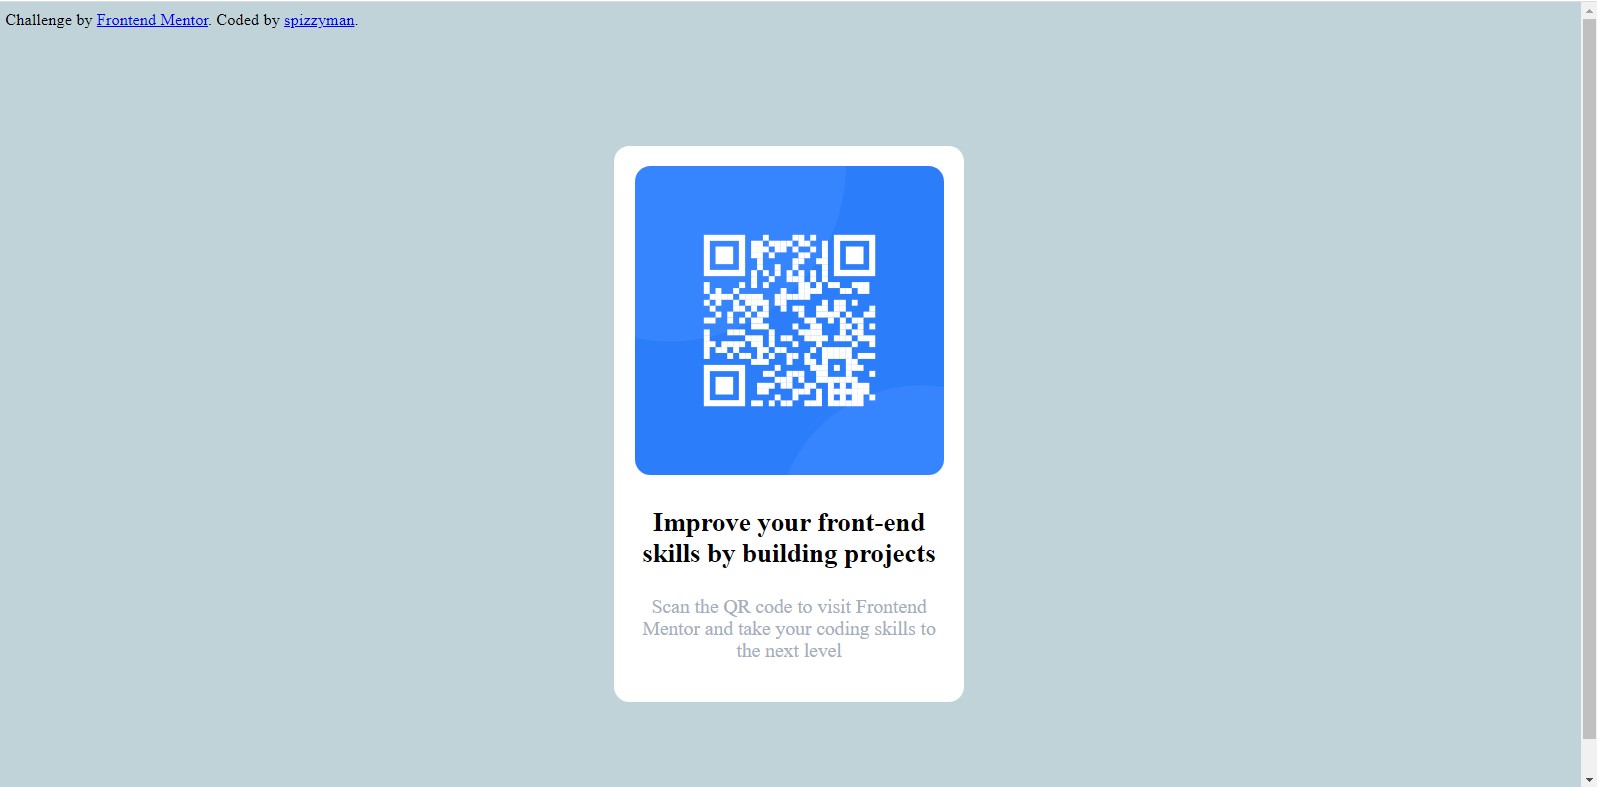 Challenge by Frontend Mentor. Coded by spizzyman.
Improve your front-end
skills by building projects
Scan the QR code to visit Frontend
Mentor and take your coding skills to
the next level